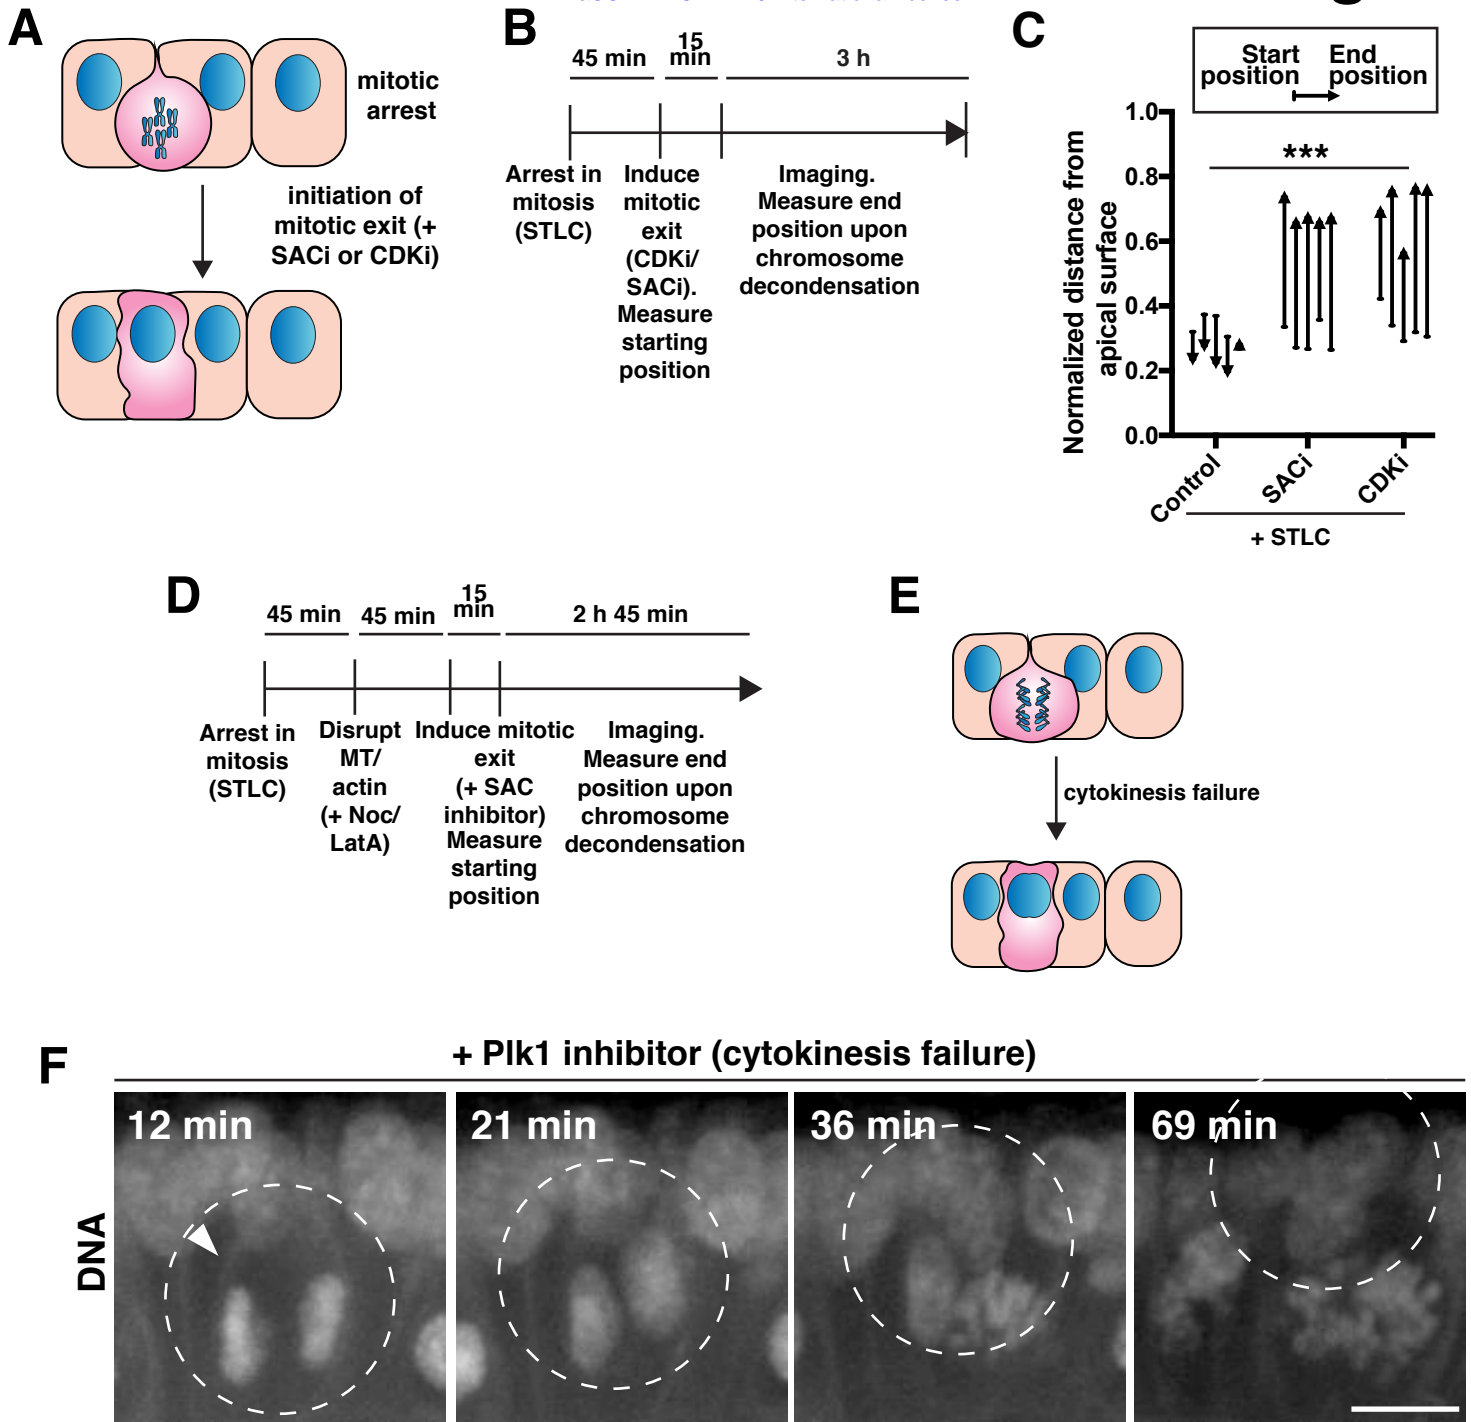 A
mitotic
arrest
initiation of
mitotic exit (+
SACi or CDKi)
B
45 min
15
min
3 h
Arrest in
mitosis
(STLC)
Induce
mitotic
exit
(CDKi/
SACi).
Measure
starting
position
Imaging.
Measure end
position upon
chromosome
decondensation
C
Start
position
End
position
***
Normalized distance from
apical surface
1.0
0.8
0.6
0.4
0.2
0.0
Control
SACi
CDKi
+ STLC
D
45 min
45 min
15
min
2 h 45 min
Arrest in
mitosis
(STLC)
Disrupt
MT/
actin
(+ Noc/
LatA)
Induce mitotic
exit
(+ SAC
inhibitor)
Measure
starting
position
Imaging.
Measure end
position upon
chromosome
decondensation
E
cytokinesis failure
F
+ Plk1 inhibitor (cytokinesis failure)
DNA
12 min
21 min
36 min
69 min